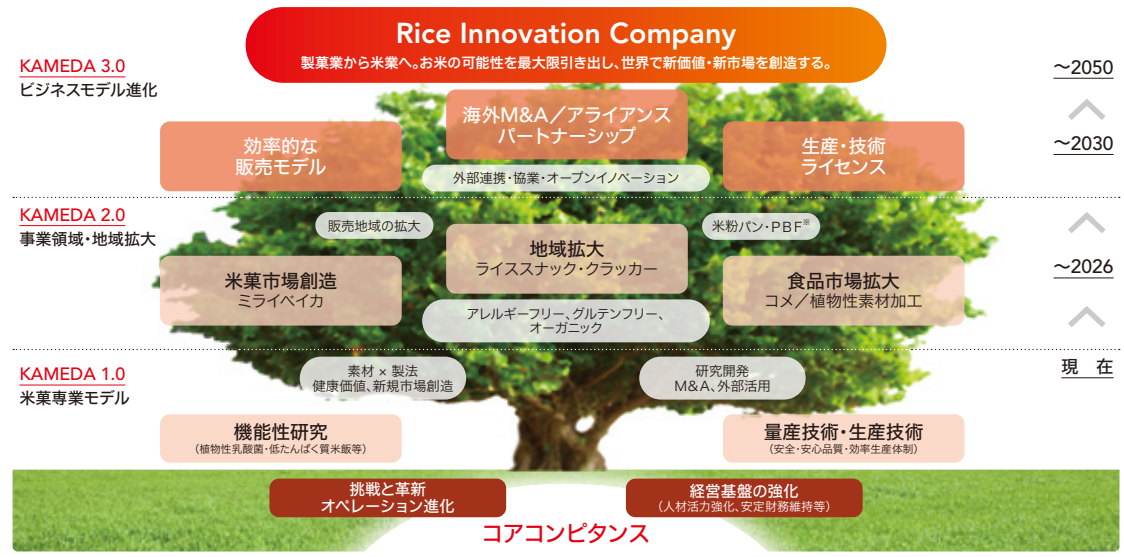 Rice Innovation Company
製菓業から米業へ。お米の可能性を最大限引き出し、世界で新価値・新市場を創造する。
KAMEDA 3.0
ビジネスモデル進化
～2050
海外M&A／アライアンス
パートナーシップ
効率的な
販売モデル
生産・技術
ライセンス
～2030
外部連携・協業・オープンイノベーション
KAMEDA 2.0
事業領域・地域拡大
販売地域の拡大
米粉パン・PBF※
地域拡大
ライススナック・クラッカー
米菓市場創造
ミライベイカ
食品市場拡大
コメ／植物性素材加工
～2026
アレルギーフリー、グルテンフリー、
オーガニック
KAMEDA 1.0
米菓専業モデル
素材 × 製法
健康価値、新規市場創造
研究開発
M&A、外部活用
現　在
機能性研究
（植物性乳酸菌・低たんぱく質米飯等）
量産技術・生産技術
（安全・安心品質・効率生産体制）
挑戦と革新
オペレーション進化
経営基盤の強化
（人材活力強化、安定財務維持等）
コアコンピタンス